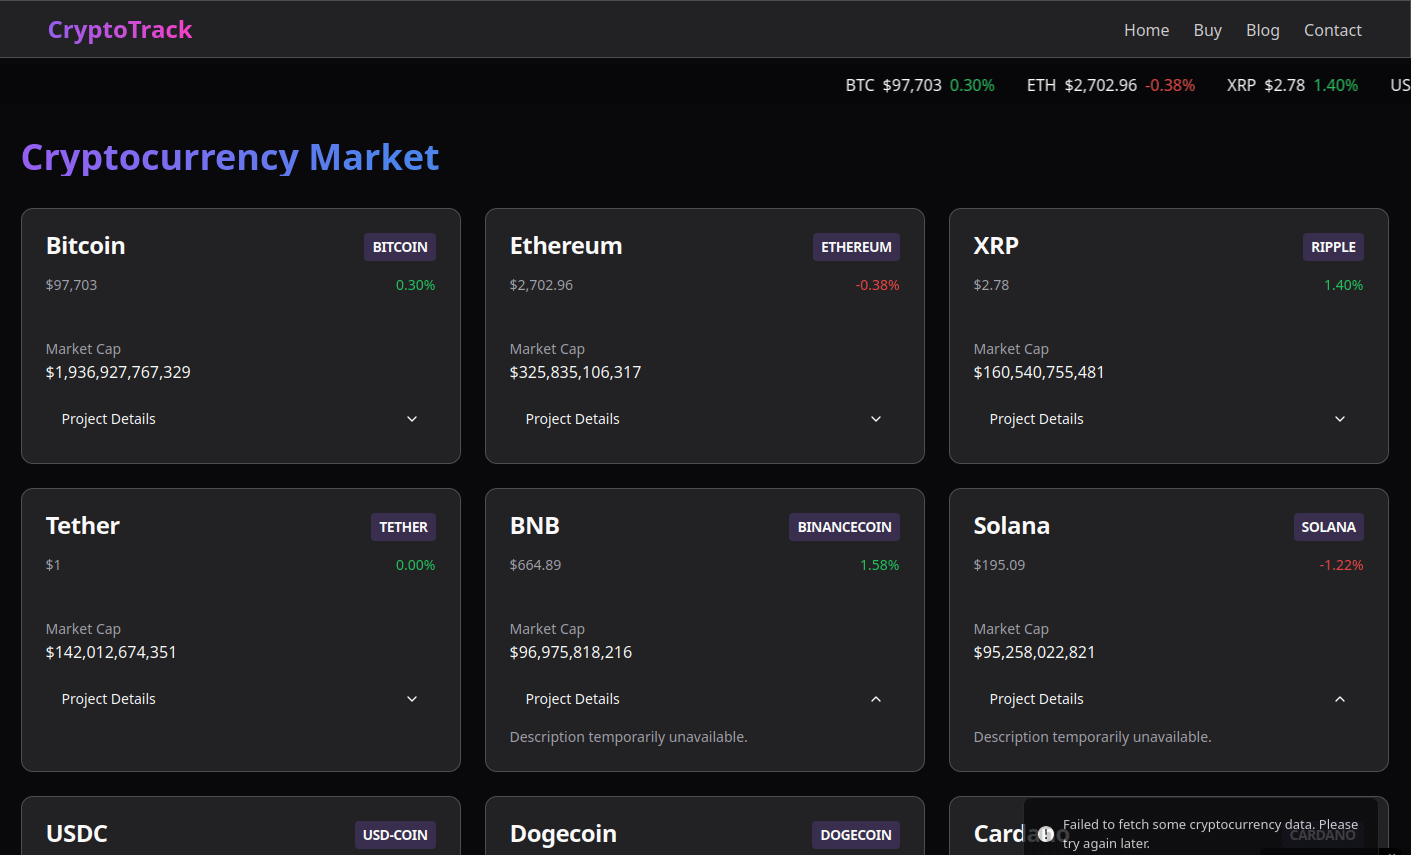 CryptoTrack
Home Buy Blog Contact
BTC $97,703 0.30% ETH $2,702.96 -0.38% XRP $2.78 1.40% US
Cryptocurrency Market
Bitcoin BITCOIN
$97,703 0.30%
Market Cap
$1,936,927,767,329
Project Details
Ethereum ETHEREUM
$2,702.96 -0.38%
Market Cap
$325,835,106,317
Project Details
XRP RIPPLE
$2.78 1.40%
Market Cap
$160,540,755,481
Project Details
Tether TETHER
$1 0.00%
Market Cap
$142,012,674,351
Project Details
BNB BINANCECOIN
$664.89 1.58%
Market Cap
$96,975,818,216
Project Details
Description temporarily unavailable.
Solana SOLANA
$195.09 -1.22%
Market Cap
$95,258,022,821
Project Details
Description temporarily unavailable.
USDC USD-COIN
Dogecoin DOGECOIN
Cardano CARDANO
Failed to fetch some cryptocurrency data. Please
try again later.